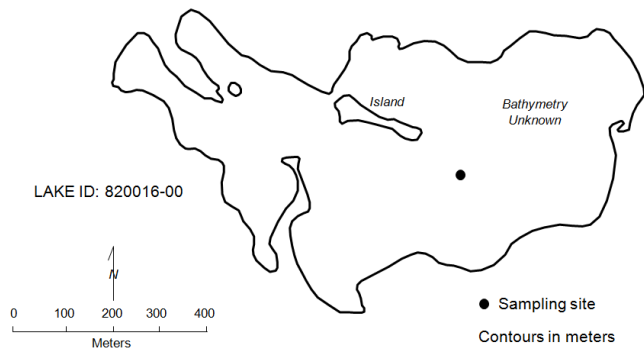 Island
Bathymetry
Unknown
LAKE ID: 820016-00
N
0 100 200 300 400
Meters
Sampling site
Contours in meters